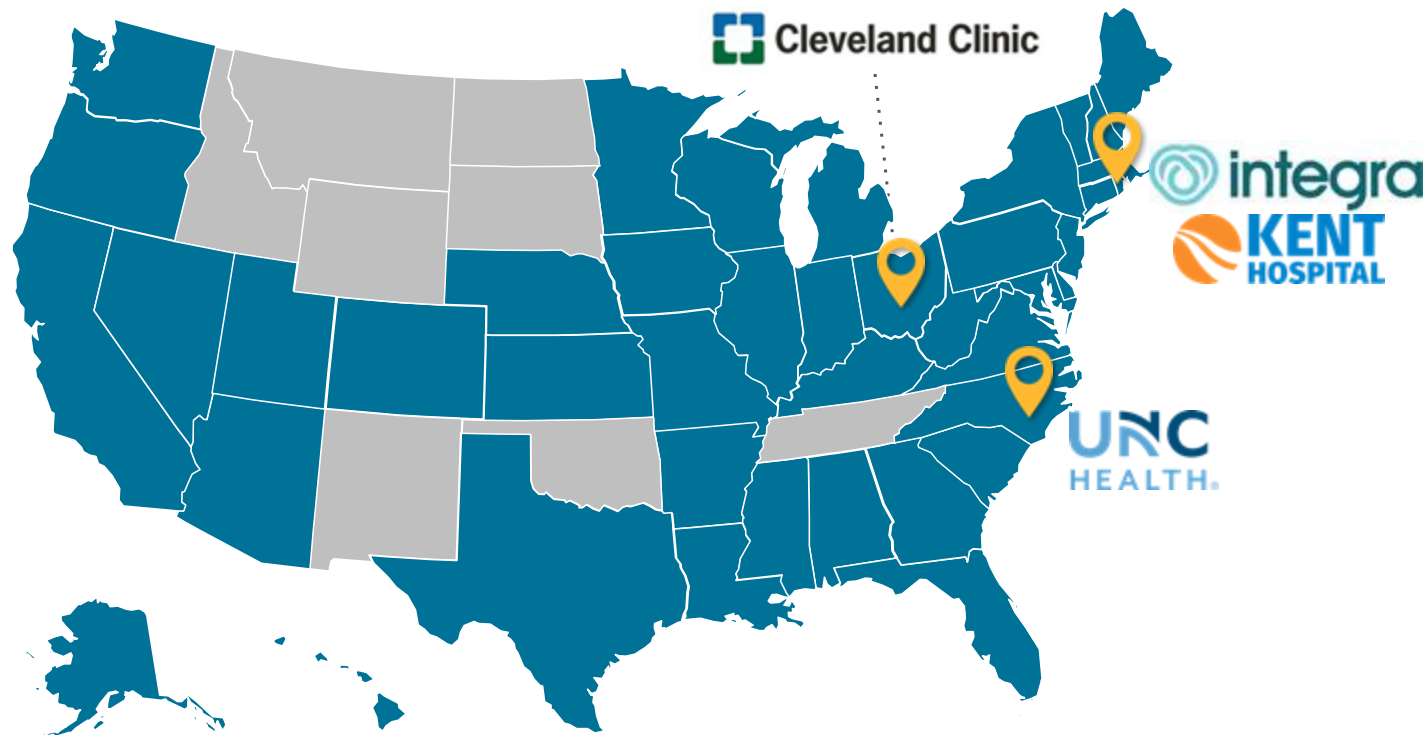 Cleveland Clinic
integra
KENT
HOSPITAL
UNC
HEALTH®